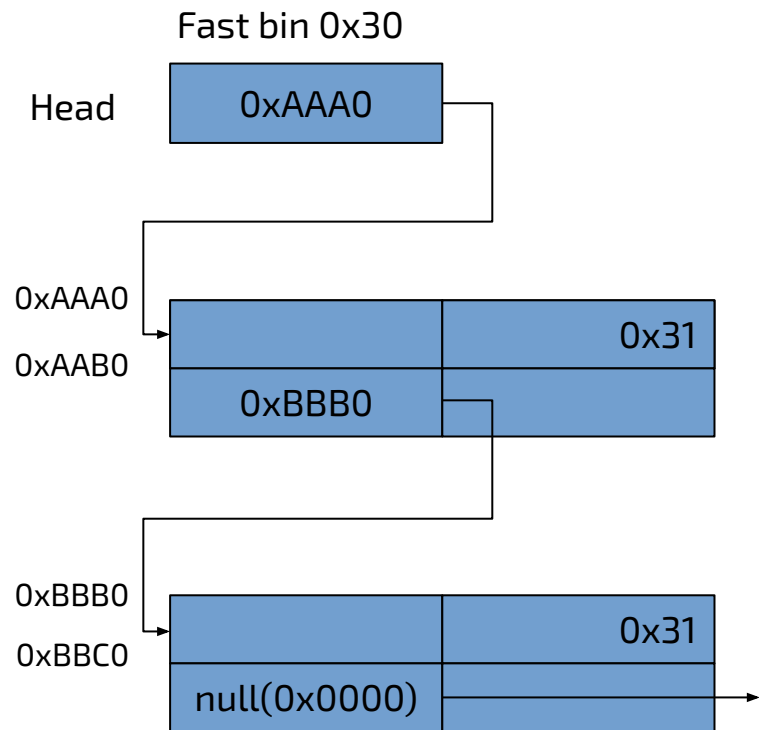 Fast bin 0x30
Head
0xAAA0
0xAAA0
0x31
0xAAB0
0xBBB0
0xBBB0
0x31
0xBBC0
null(0x0000)